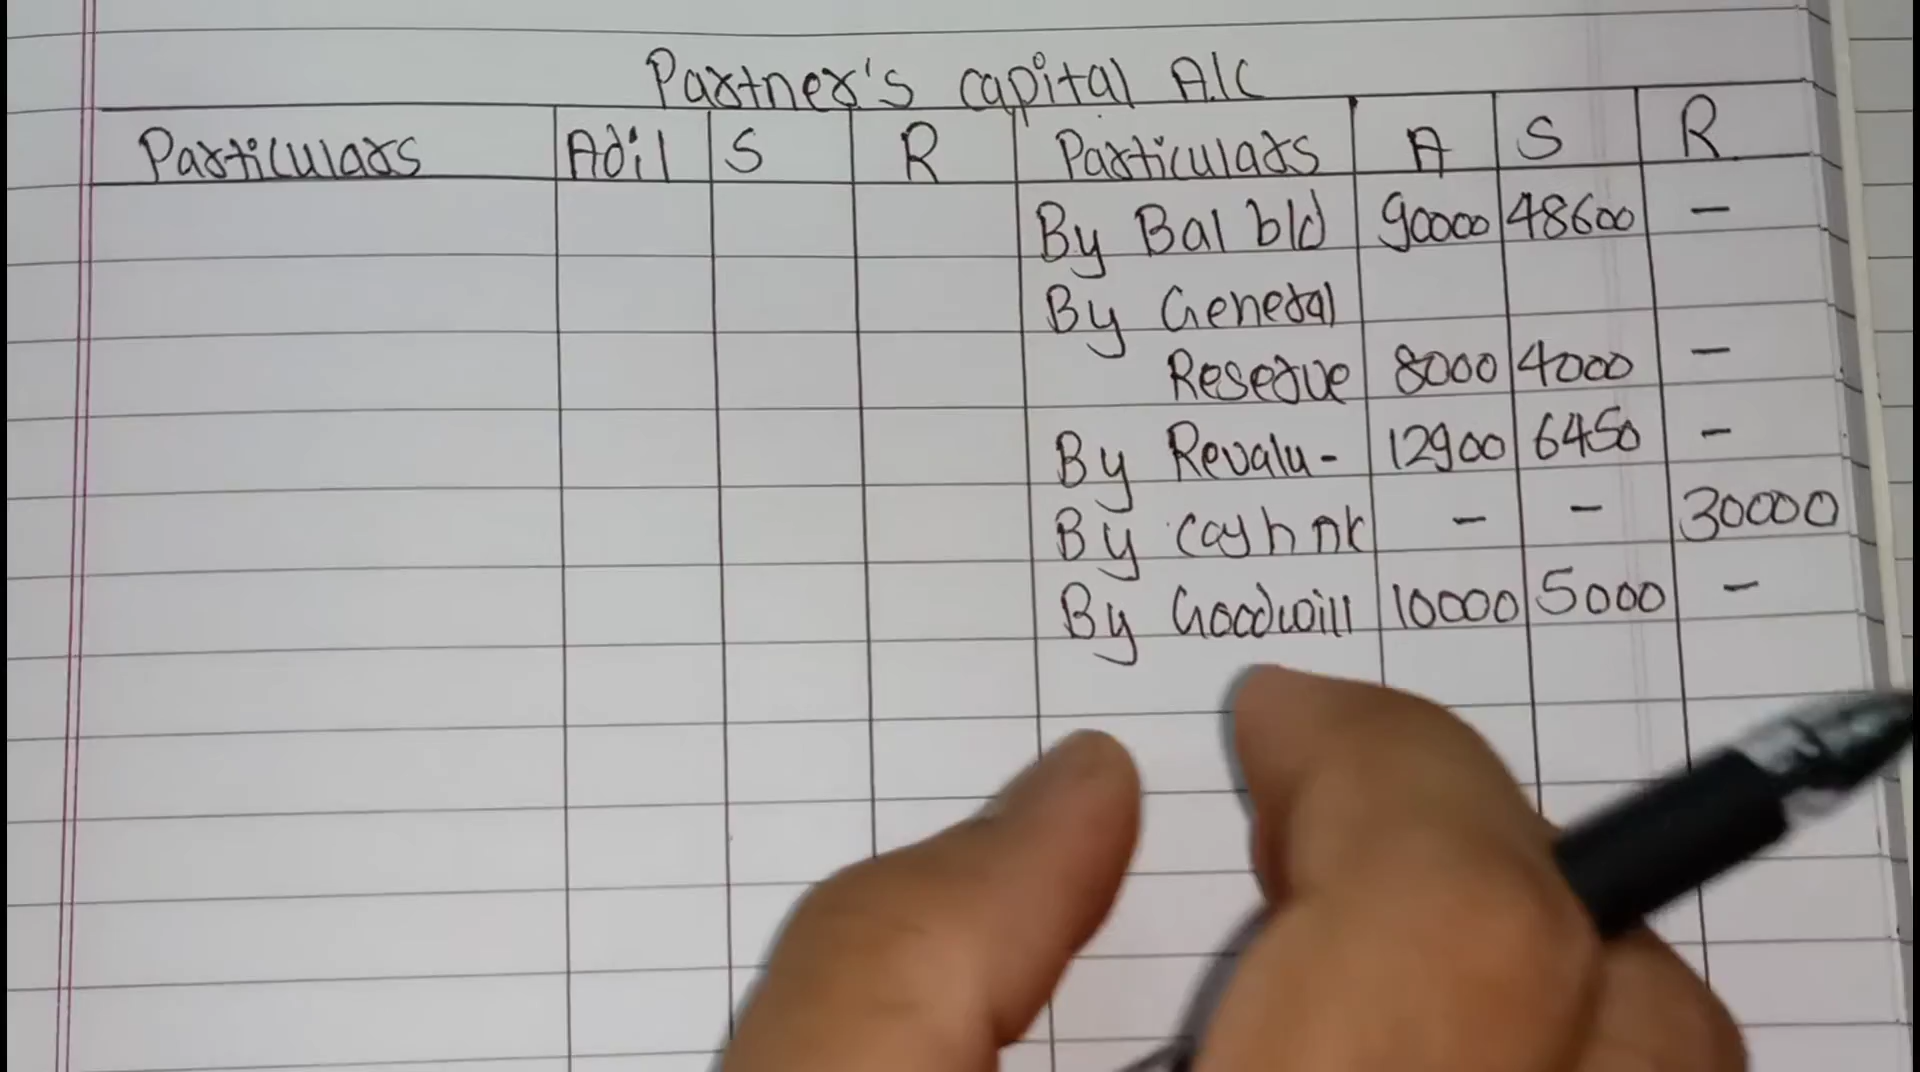 Partner's capital A/C
Particulars Adil S R Particulars A S R
By Bal b/d 90000 48600 -
By General
Reserve 8000 4000 -
By Revalu- 12900 6450 -
By Cash A/c - - 30000
By Goodwill 10000 5000 -